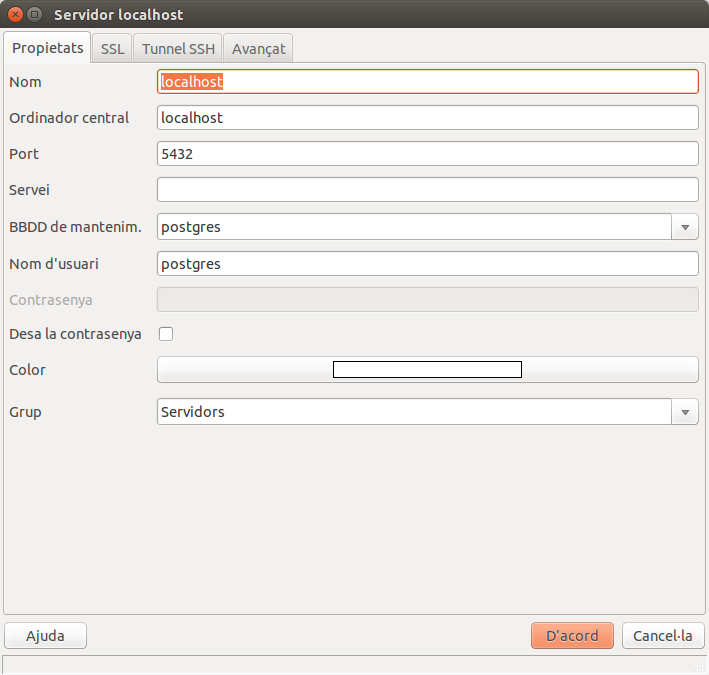 Servidor localhost
Propietats SSL Tunnel SSH Avançat
Nom localhost
Ordinador central localhost
Port 5432
Servei
BBDD de mantenim. postgres
Nom d'usuari postgres
Contrasenya
Desa la contrasenya
Color
Grup Servidors
Ajuda D'acord Cancel·la